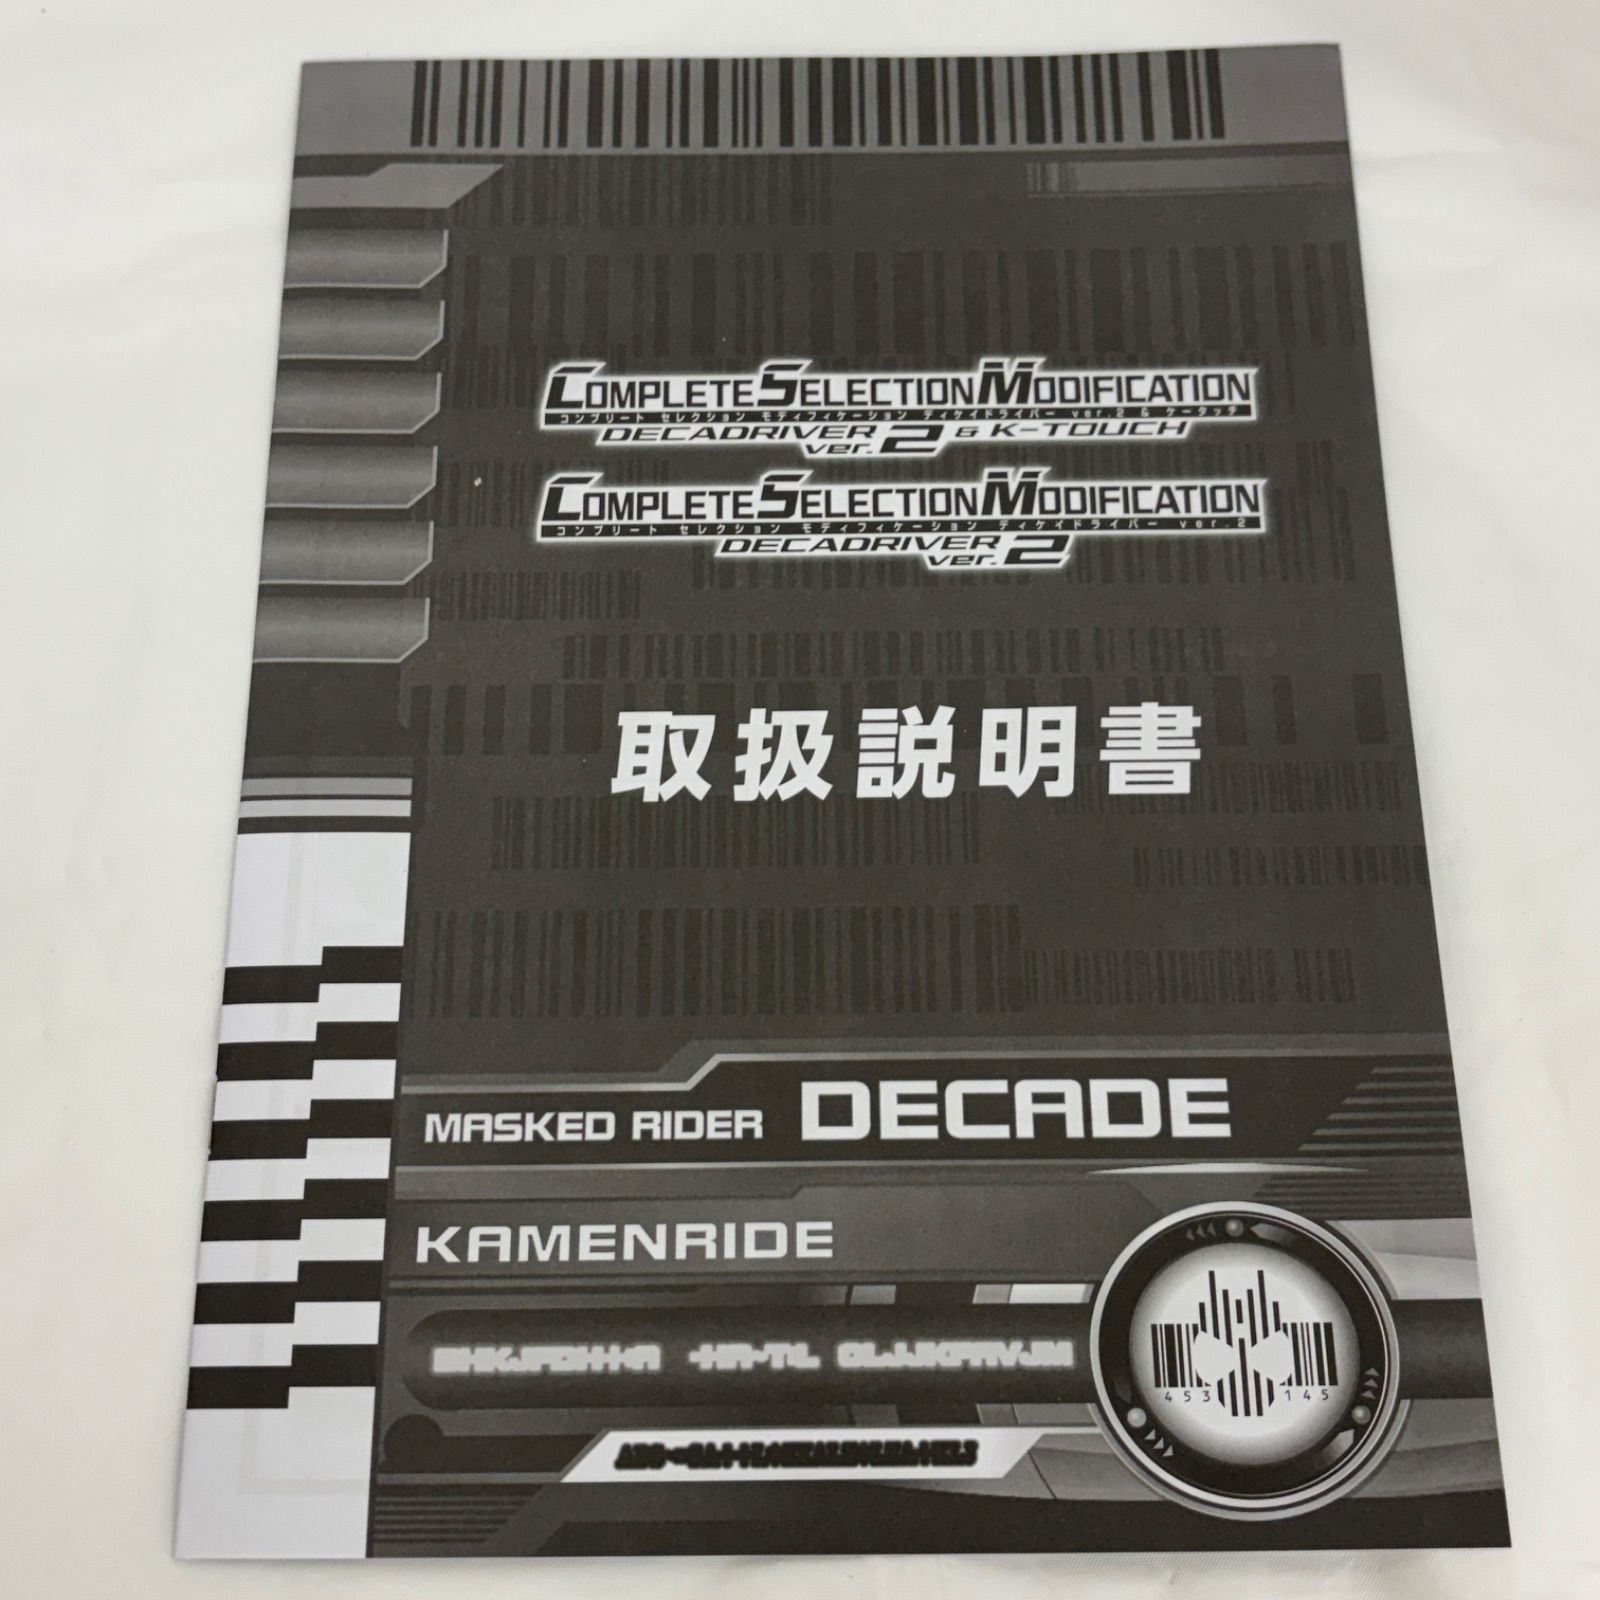 COMPLETE SELECTION MODIFICATION
コンプリート セレクション モディフィケーション ディケイドライバー ver.2 & ケータッチ
DECADRIVER ver.2 & K-TOUCH
COMPLETE SELECTION MODIFICATION
コンプリート セレクション モディフィケーション ディケイドライバー ver.2
DECADRIVER ver.2
取扱説明書
MASKED RIDER DECADE
KAMENRIDE
453 145